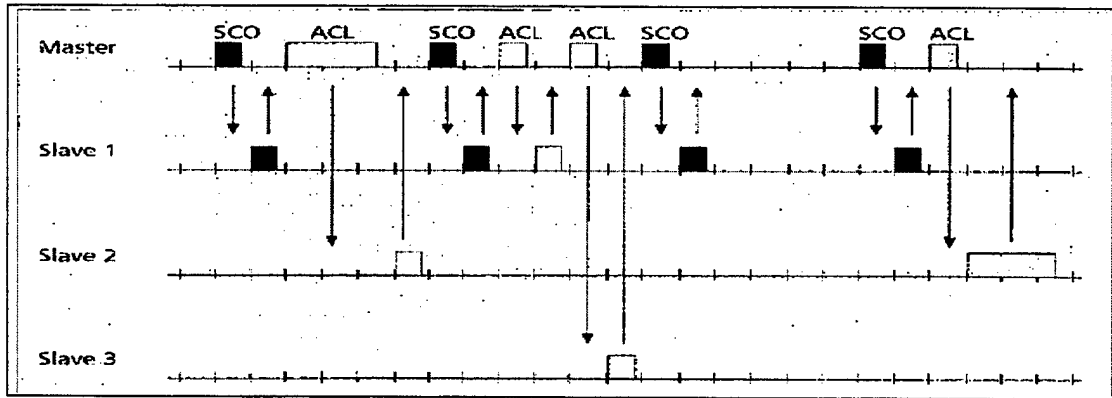 SCO ACL SCO ACL ACL SCO SCO ACL
Master
Slave 1
Slave 2
Slave 3